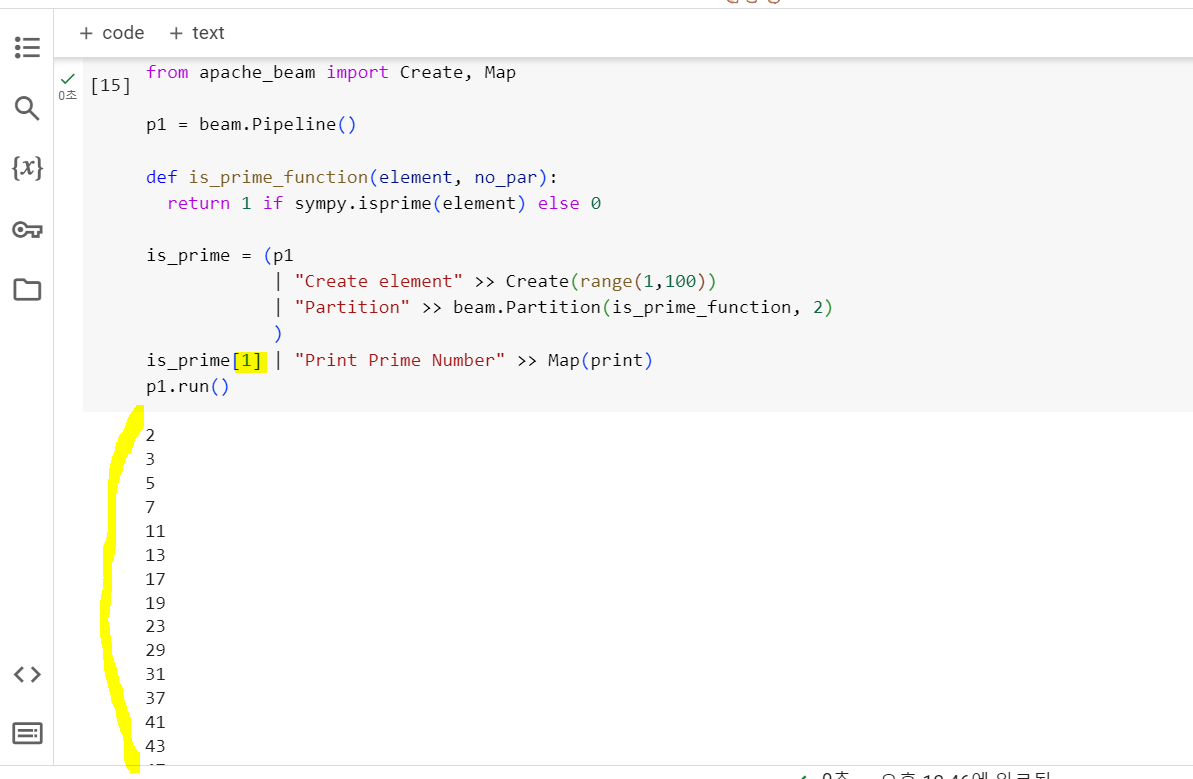 + code + text
0초
[15]
from apache_beam import Create, Map
p1 = beam.Pipeline()
def is_prime_function(element, no_par):
return 1 if sympy.isprime(element) else 0
is_prime = (p1
| "Create element" >> Create(range(1,100))
| "Partition" >> beam.Partition(is_prime_function, 2)
)
is_prime[1] | "Print Prime Number" >> Map(print)
p1.run()
2
3
5
7
11
13
17
19
23
29
31
37
41
43
{x}